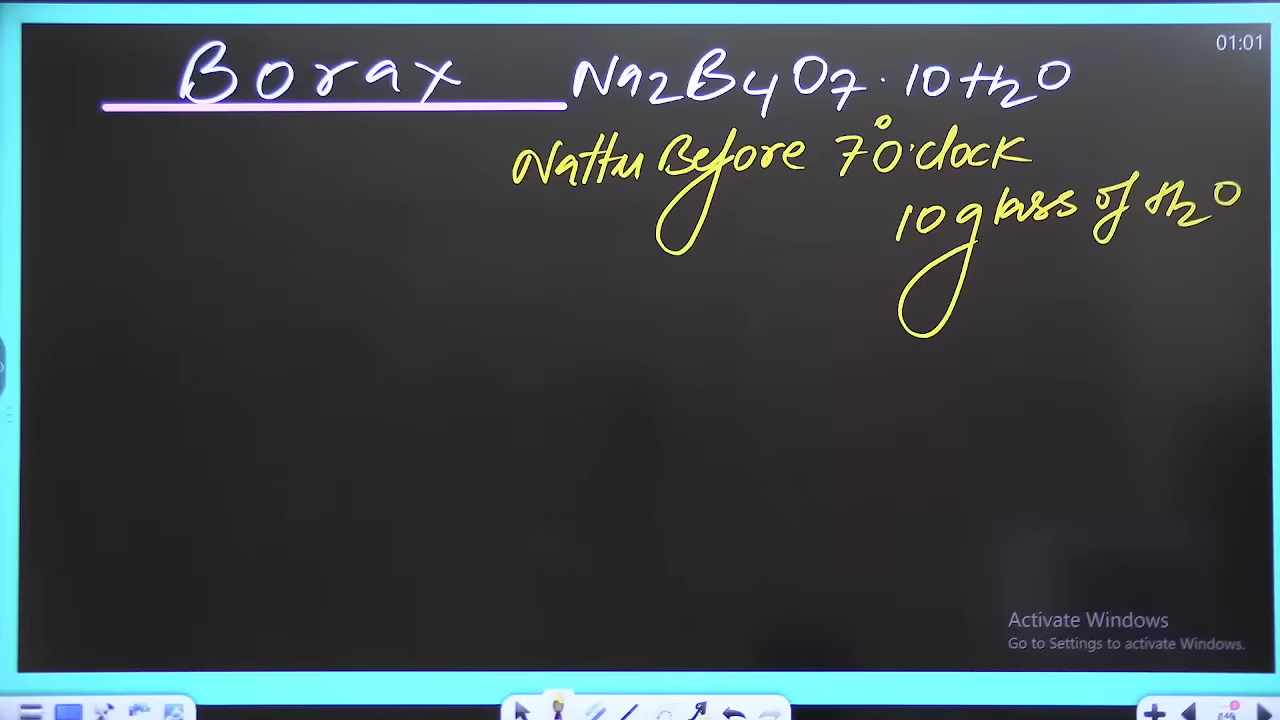 01:01
Borax Na2B4O7·10H2O
Nattu Before 7 O'clock
10 glass of H2O
Activate Windows
Go to Settings to activate Windows.